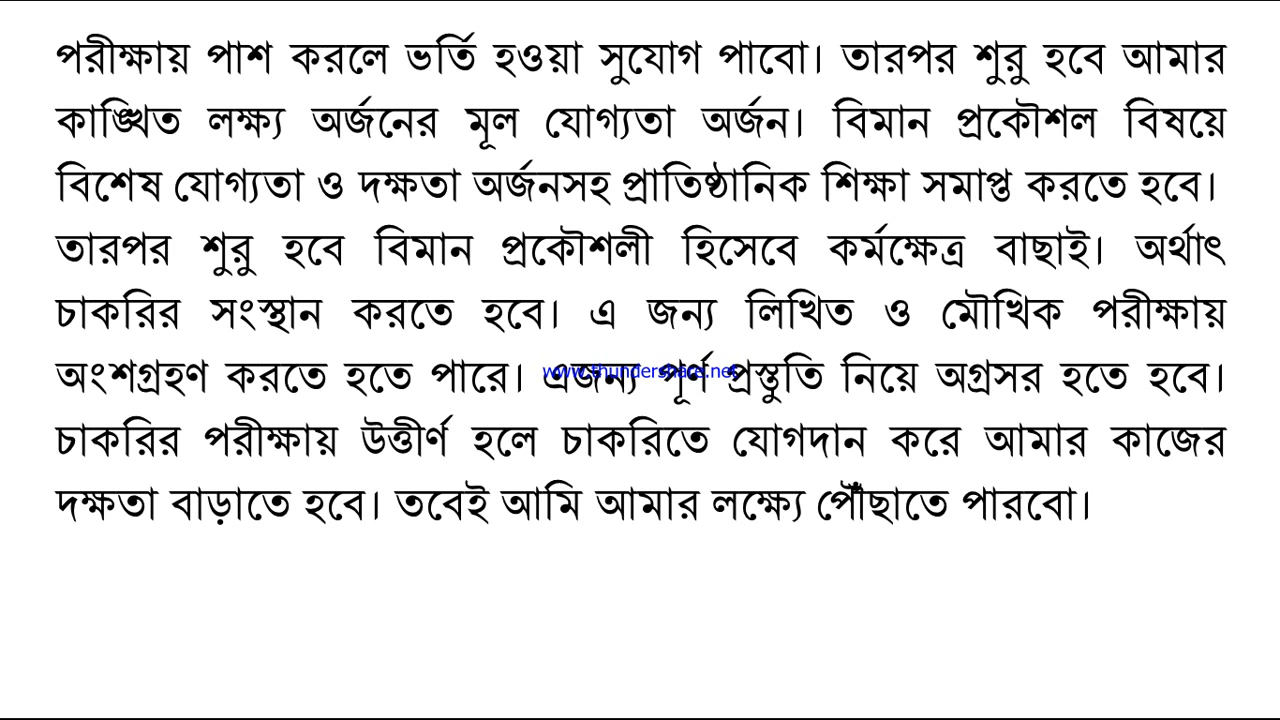 পরীক্ষায় পাশ করলে ভর্তি হওয়া সুযোগ পাবো। তারপর শুরু হবে আমার
কাঙ্খিত লক্ষ্য অর্জনের মূল যোগ্যতা অর্জন। বিমান প্রকৌশল বিষয়ে
বিশেষ যোগ্যতা ও দক্ষতা অর্জনসহ প্রাতিষ্ঠানিক শিক্ষা সমাপ্ত করতে হবে।
তারপর শুরু হবে বিমান প্রকৌশলী হিসেবে কর্মক্ষেত্র বাছাই। অর্থাৎ
চাকরির সংস্থান করতে হবে। এ জন্য লিখিত ও মৌখিক পরীক্ষায়
অংশগ্রহণ করতে হতে পারে। এজন্য পূর্ণ প্রস্তুতি নিয়ে অগ্রসর হতে হবে।
www.thundershare.net
চাকরির পরীক্ষায় উত্তীর্ণ হলে চাকরিতে যোগদান করে আমার কাজের
দক্ষতা বাড়াতে হবে। তবেই আমি আমার লক্ষ্যে পৌঁছাতে পারবো।